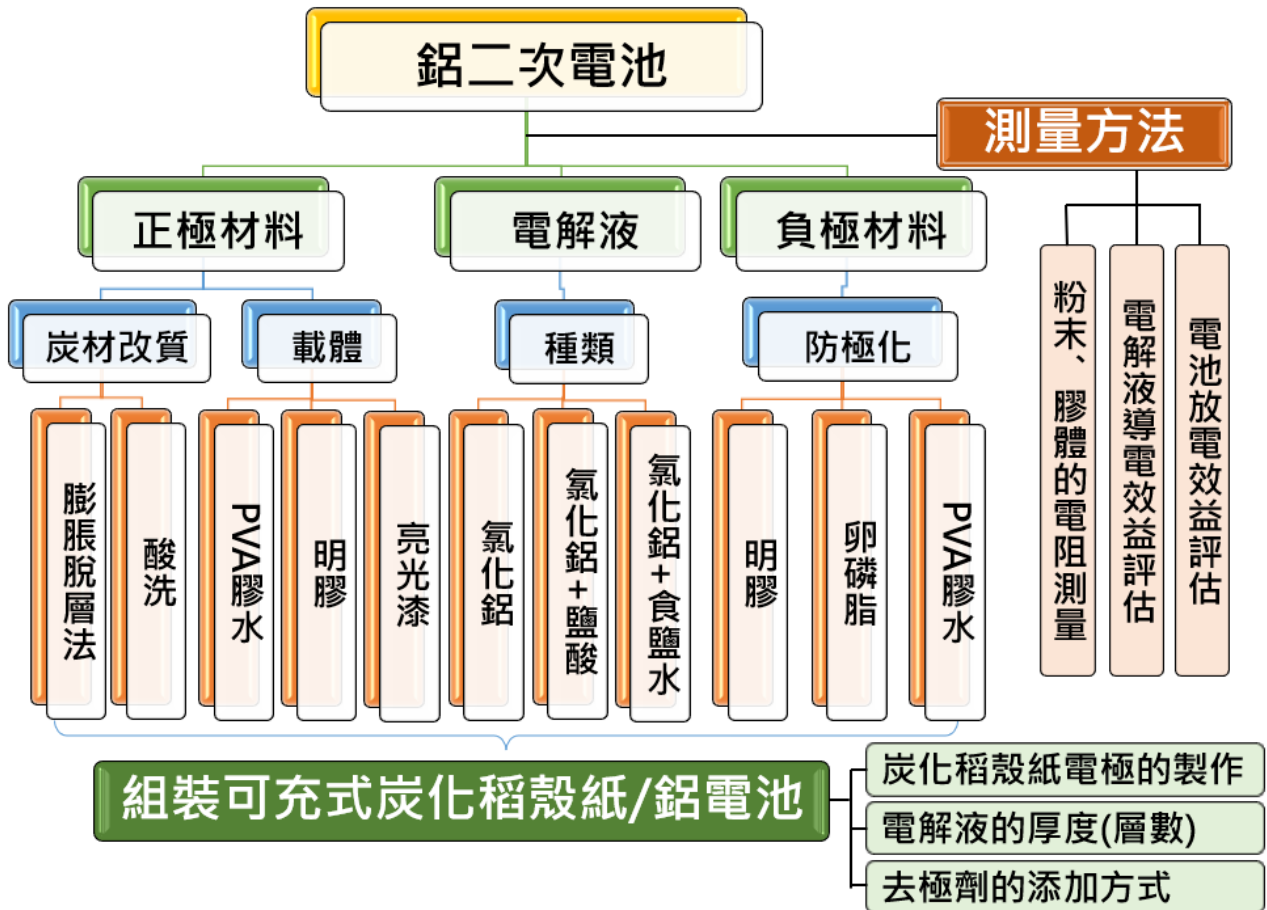 鋁二次電池
測量方法
正極材料
電解液
負極材料
炭材改質
載體
種類
防極化
膨脹脫層法
酸洗
PVA膠水
明膠
亮光漆
氯化鋁
氯化鋁+鹽酸
氯化鋁+食鹽水
明膠
卵磷脂
PVA膠水
粉末、膠體的電阻測量
電解液導電效益評估
電池放電效益評估
組裝可充式炭化稻殼紙/鋁電池
炭化稻殼紙電極的製作
電解液的厚度(層數)
去極劑的添加方式